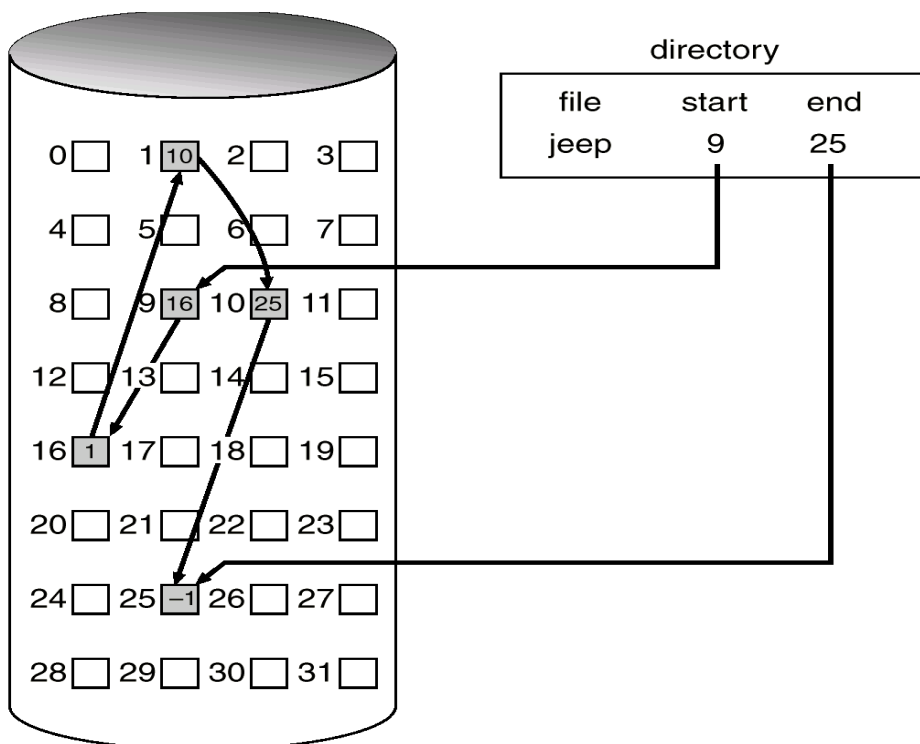 directory
file start end
jeep 9 25
0 1 10 2 3
4 5 6 7
8 9 16 10 25 11
12 13 14 15
16 1 17 18 19
20 21 22 23
24 25 –1 26 27
28 29 30 31